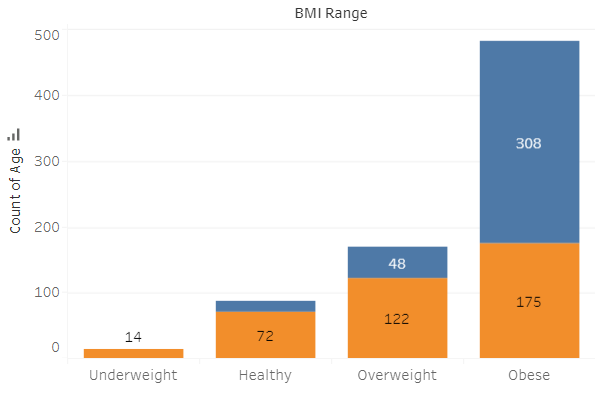 BMI Range
500
400
300
200
100
0
Count of Age
308
175
48
122
72
14
Underweight
Healthy
Overweight
Obese